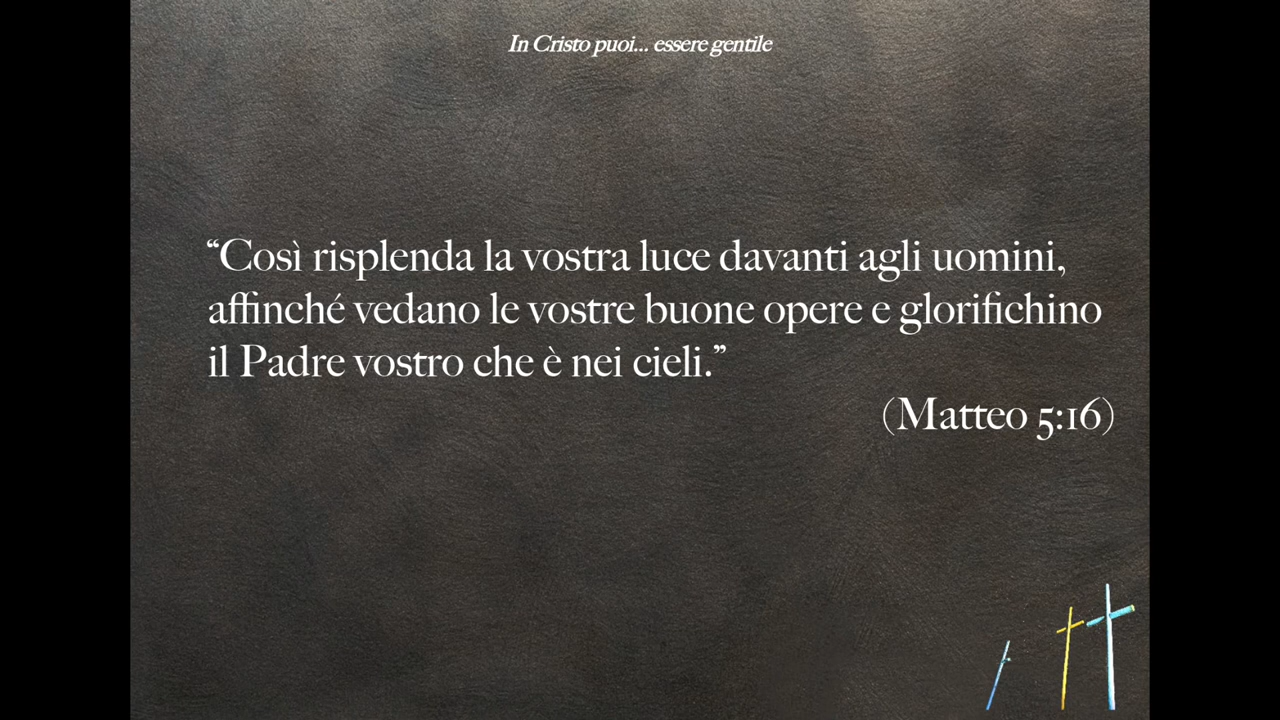 In Cristo puoi... essere gentile
“Così risplenda la vostra luce davanti agli uomini,
affinché vedano le vostre buone opere e glorifichino
il Padre vostro che è nei cieli.”
(Matteo 5:16)